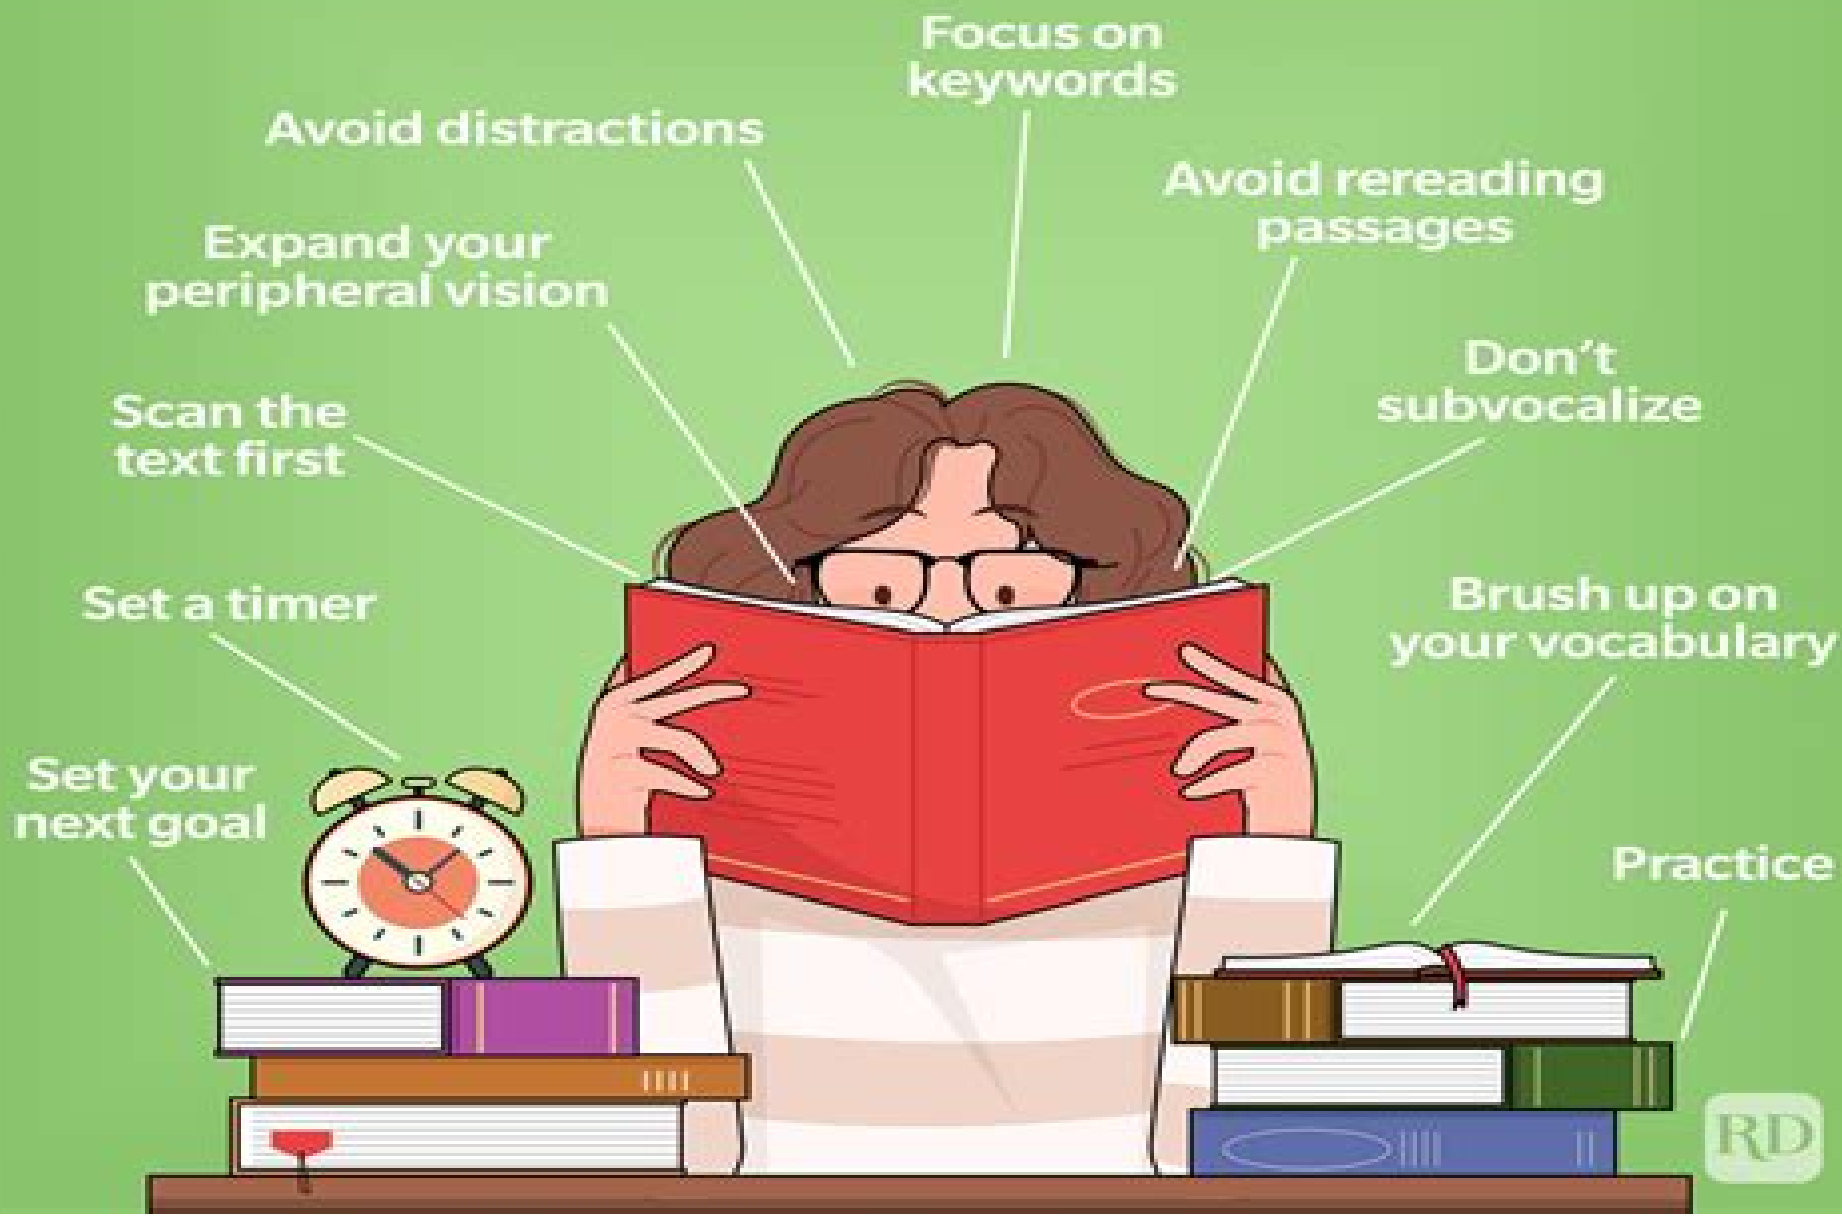 Focus on
keywords
Avoid distractions
Avoid rereading
passages
Expand your
peripheral vision
Don’t
subvocalize
Scan the
text first
Set a timer
Brush up on
your vocabulary
Set your
next goal
Practice
RD